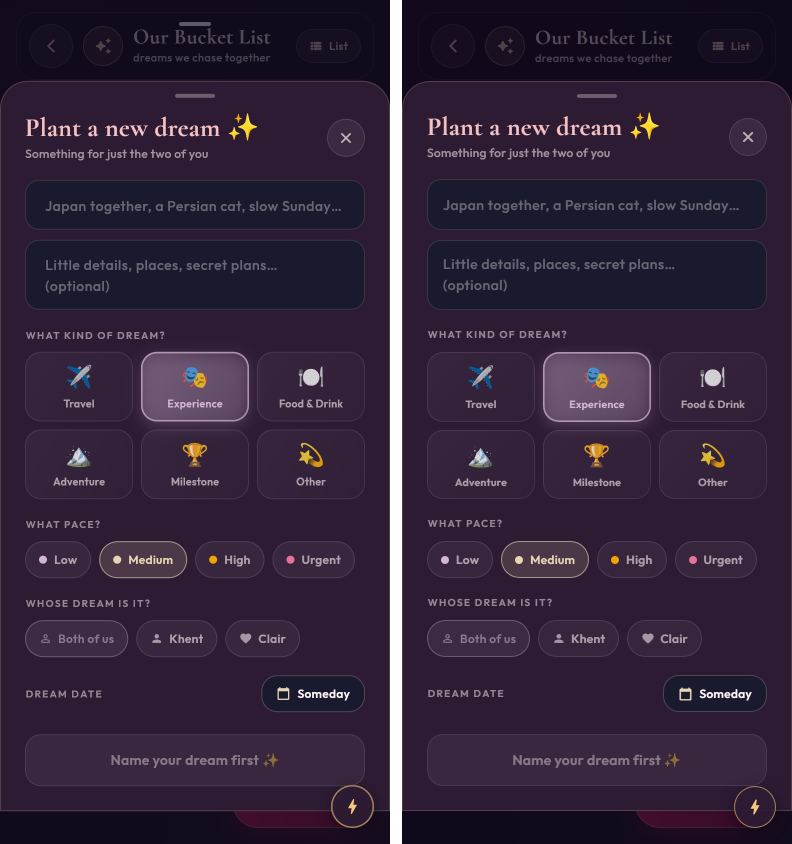 Our Bucket List
dreams we chase together
List
Plant a new dream ✨
Something for just the two of you
Japan together, a Persian cat, slow Sunday…
Little details, places, secret plans…
(optional)
WHAT KIND OF DREAM?
Travel
Experience
Food & Drink
Adventure
Milestone
Other
WHAT PACE?
Low
Medium
High
Urgent
WHOSE DREAM IS IT?
Both of us
Khent
Clair
DREAM DATE
Someday
Name your dream first ✨
Our Bucket List
dreams we chase together
List
Plant a new dream ✨
Something for just the two of you
Japan together, a Persian cat, slow Sunday…
Little details, places, secret plans…
(optional)
WHAT KIND OF DREAM?
Travel
Experience
Food & Drink
Adventure
Milestone
Other
WHAT PACE?
Low
Medium
High
Urgent
WHOSE DREAM IS IT?
Both of us
Khent
Clair
DREAM DATE
Someday
Name your dream first ✨